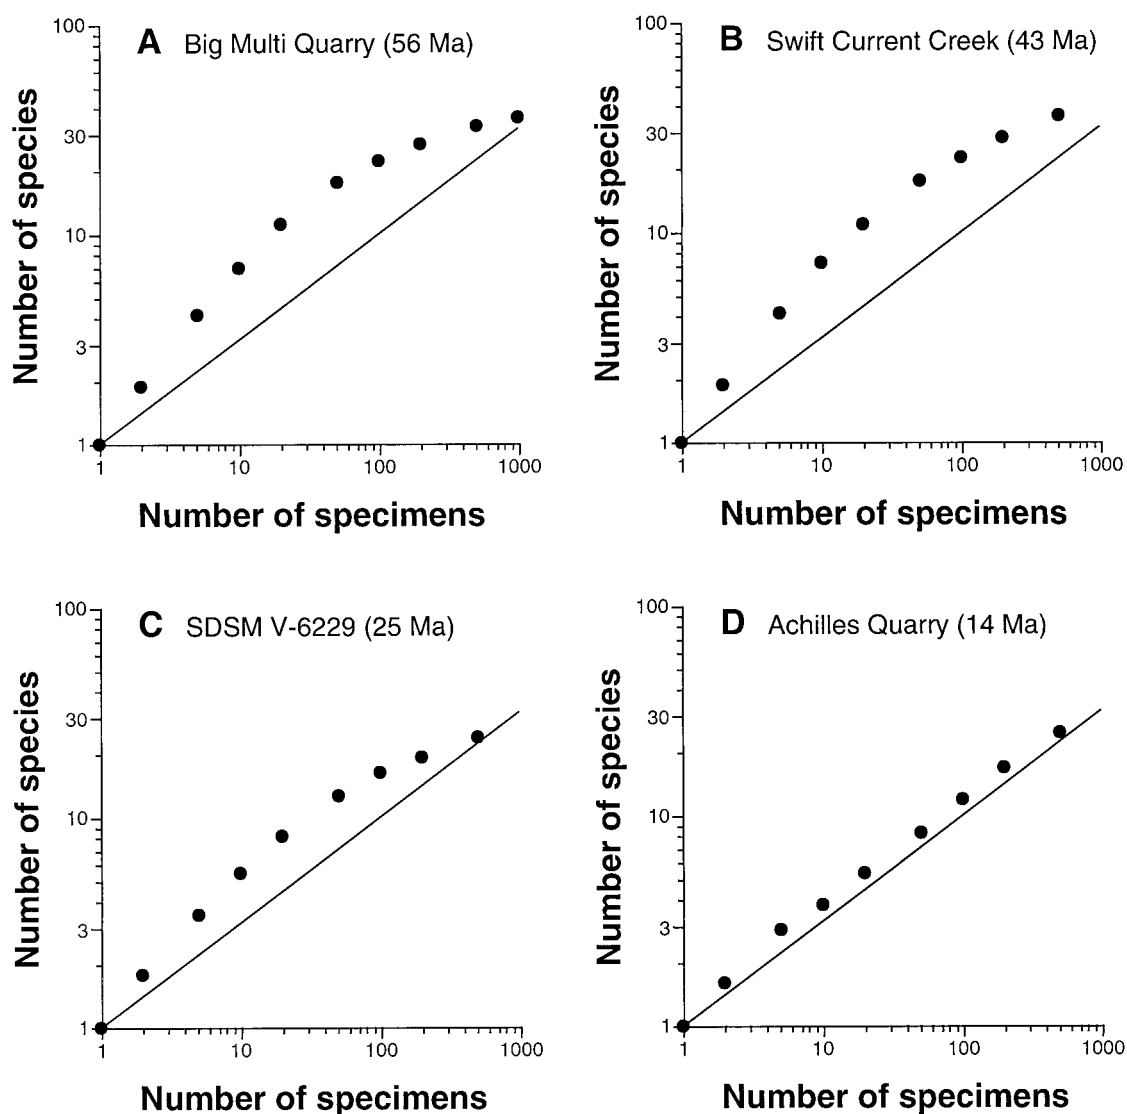 A Big Multi Quarry (56 Ma)
100
30
10
3
1
Number of species
1 10 100 1000
Number of specimens
B Swift Current Creek (43 Ma)
100
30
10
3
1
Number of species
1 10 100 1000
Number of specimens
C SDSM V-6229 (25 Ma)
100
30
10
3
1
Number of species
1 10 100 1000
Number of specimens
D Achilles Quarry (14 Ma)
100
30
10
3
1
Number of species
1 10 100 1000
Number of specimens